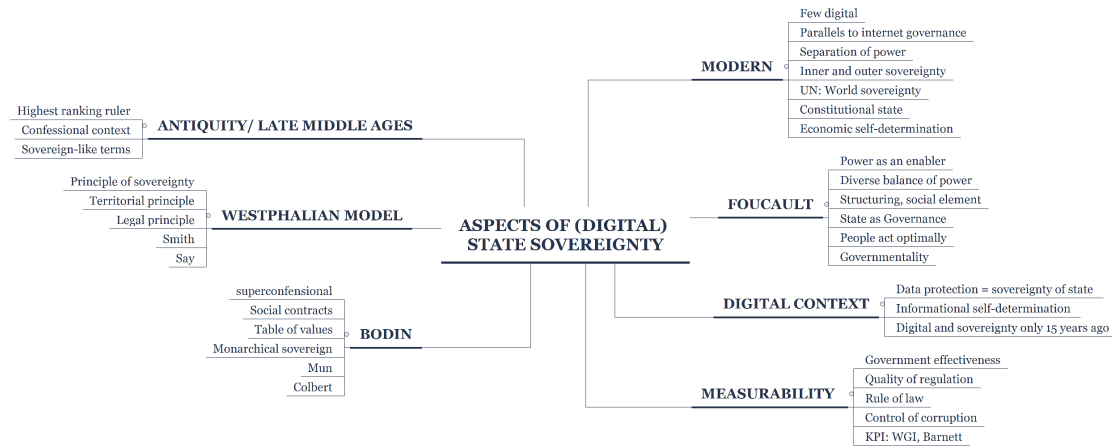 ASPECTS OF (DIGITAL)
STATE SOVEREIGNTY
ANTIQUITY/ LATE MIDDLE AGES
Highest ranking ruler
Confessional context
Sovereign-like terms
WESTPHALIAN MODEL
Principle of sovereignty
Territorial principle
Legal principle
Smith
Say
BODIN
superconfensional
Social contracts
Table of values
Monarchical sovereign
Mun
Colbert
MODERN
Few digital
Parallels to internet governance
Separation of power
Inner and outer sovereignty
UN: World sovereignty
Constitutional state
Economic self-determination
FOUCAULT
Power as an enabler
Diverse balance of power
Structuring, social element
State as Governance
People act optimally
Governmentality
DIGITAL CONTEXT
Data protection = sovereignty of state
Informational self-determination
Digital and sovereignty only 15 years ago
MEASURABILITY
Government effectiveness
Quality of regulation
Rule of law
Control of corruption
KPI: WGI, Barnett